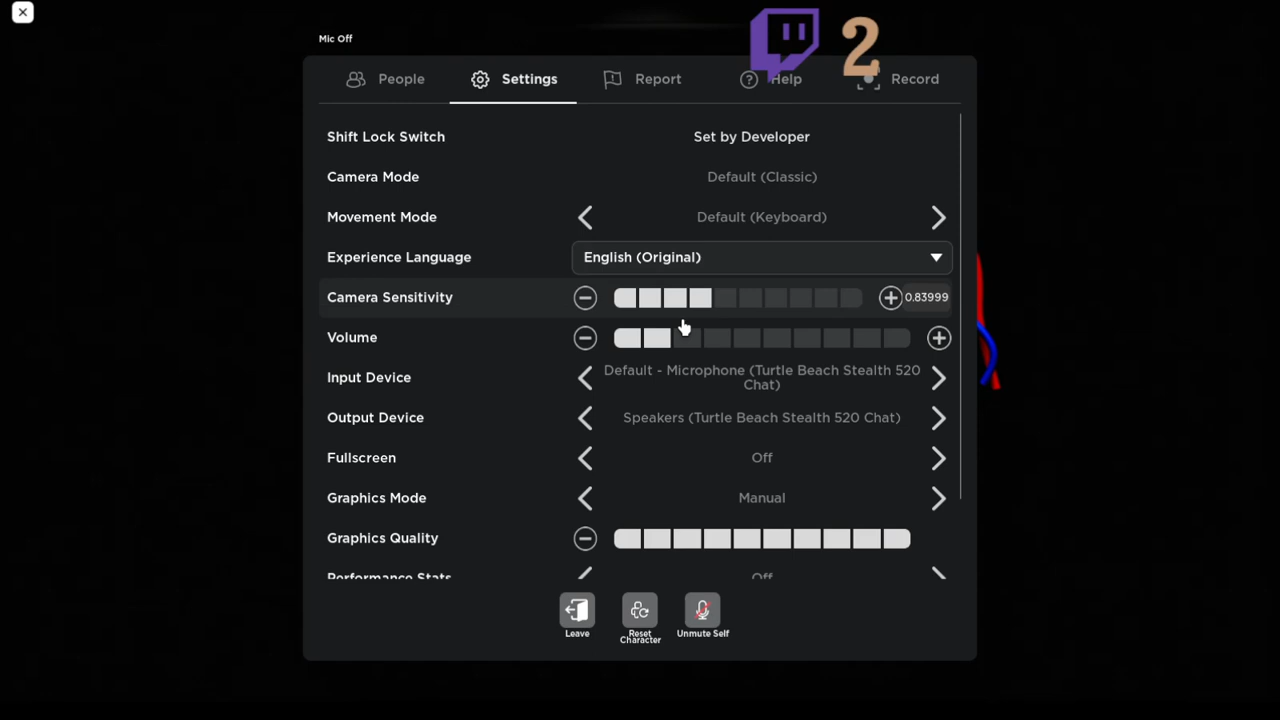 Mic Off
2
People
Settings
Report
Help
Record
Shift Lock Switch
Set by Developer
Camera Mode
Default (Classic)
Movement Mode
Default (Keyboard)
Experience Language
English (Original)
Camera Sensitivity
0.83999
Volume
Input Device
Default - Microphone (Turtle Beach Stealth 520
Chat)
Output Device
Speakers (Turtle Beach Stealth 520 Chat)
Fullscreen
Off
Graphics Mode
Manual
Graphics Quality
Performance Stats
Off
Leave
Reset
Character
Unmute Self